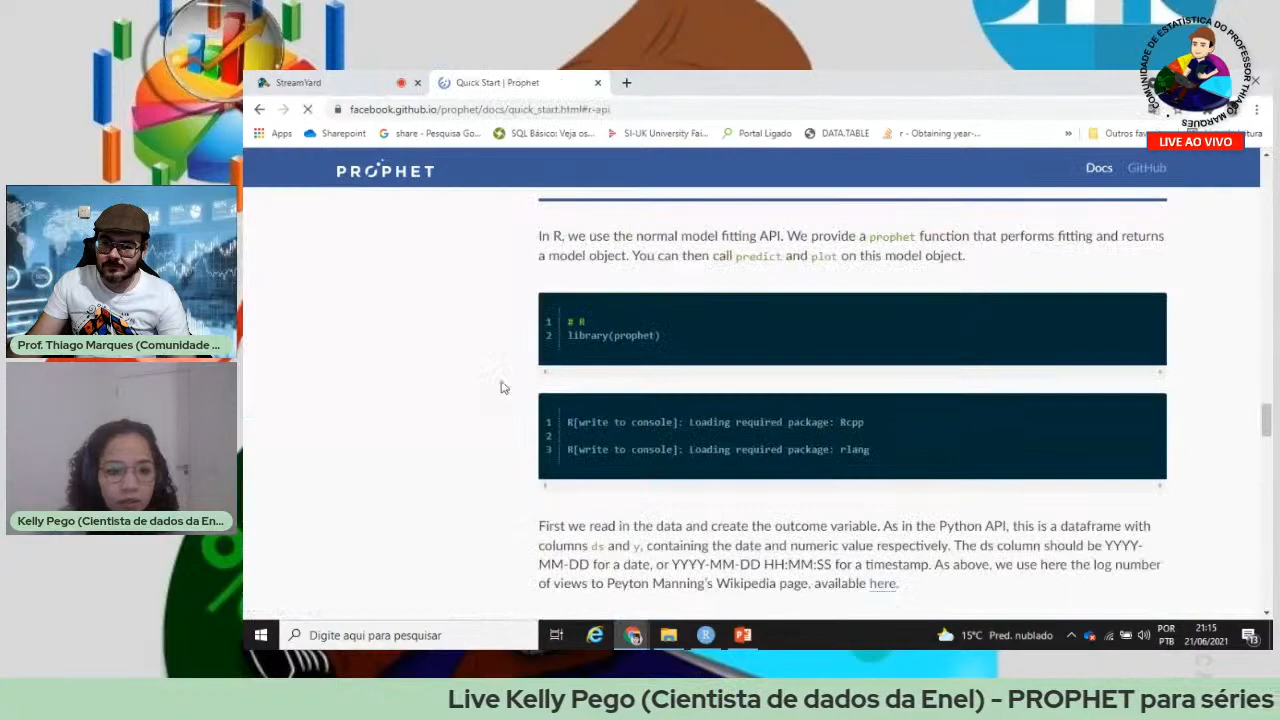 COMUNIDADE DE ESTATÍSTICA DO PROFESSOR THIAGO MARQUES
LIVE AO VIVO
StreamYard
Quick Start | Prophet
facebook.github.io/prophet/docs/quick_start.html#r-api
Apps
Sharepoint
share - Pesquisa Go...
SQL Básico: Veja os...
SI-UK University Fai...
Portal Ligado
DATA.TABLE
r - Obtaining year-...
»
Outros
PROPHET
Docs
GitHub
In R, we use the normal model fitting API. We provide a prophet function that performs fitting and returns
a model object. You can then call predict and plot on this model object.
1 # R
2 library(prophet)
1 R[write to console]: Loading required package: Rcpp
2
3 R[write to console]: Loading required package: rlang
First we read in the data and create the outcome variable. As in the Python API, this is a dataframe with
columns ds and y, containing the date and numeric value respectively. The ds column should be YYYY-
MM-DD for a date, or YYYY-MM-DD HH:MM:SS for a timestamp. As above, we use here the log number
of views to Peyton Manning's Wikipedia page, available here.
Prof. Thiago Marques (Comunidade ...
Kelly Pego (Cientista de dados da En...
Digite aqui para pesquisar
15°C Pred. nublado
POR
PTB
21:15
21/06/2021
13
Live Kelly Pego (Cientista de dados da Enel) - PROPHET para séries